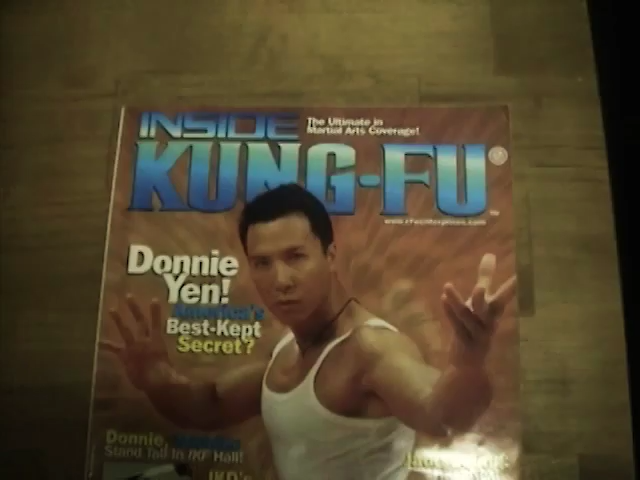 INSIDE
The Ultimate in
Martial Arts Coverage!
KUNG-FU
Donnie
Yen!
America's
Best-Kept
Secret?
Donnie,
Stand Tall In Hall!
JKD's